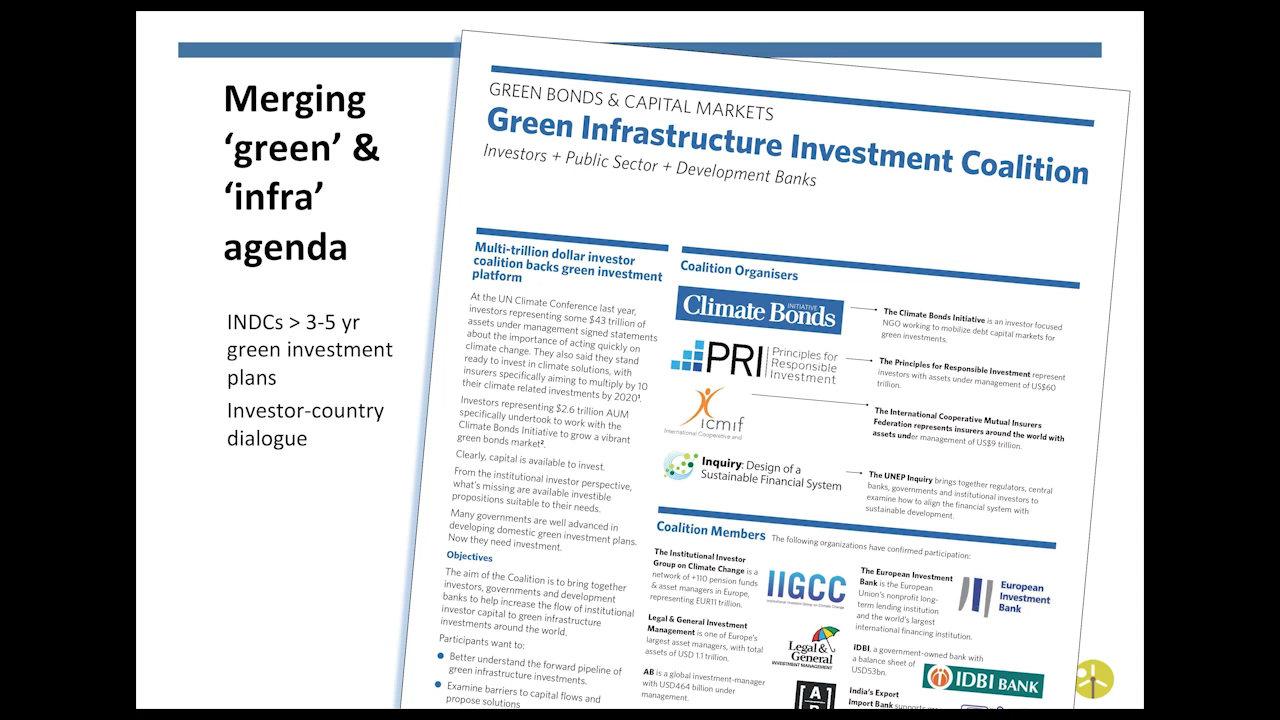 Merging
‘green’ &
‘infra’
agenda
INDCs > 3-5 yr
green investment
plans
Investor-country
dialogue
GREEN BONDS & CAPITAL MARKETS
Green Infrastructure Investment Coalition
Investors + Public Sector + Development Banks
Multi-trillion dollar investor
coalition backs green investment
platform
At the UN Climate Conference last year,
investors representing some $43 trillion of
assets under management signed statements
about the importance of acting quickly on
climate change. They also said they stand
ready to invest in climate solutions, with
insurers specifically aiming to multiply by 10
their climate related investments by 2020¹.
Investors representing $2.6 trillion AUM
specifically undertook to work with the
Climate Bonds Initiative to grow a vibrant
green bonds market².
Clearly, capital is available to invest.
From the institutional investor perspective,
what's missing are available investible
propositions suitable to their needs.
Many governments are well advanced in
developing domestic green investment plans.
Now they need investment.
Objectives
The aim of the Coalition is to bring together
investors, governments and development
banks to help increase the flow of institutional
investor capital to green infrastructure
investments around the world.
Participants want to:
Better understand the forward pipeline of
green infrastructure investments.
Examine barriers to capital flows and
propose solutions
Coalition Organisers
Climate Bonds INITIATIVE
The Climate Bonds Initiative is an investor focused
NGO working to mobilize debt capital markets for
green investments.
PRI Principles for
Responsible
Investment
The Principles for Responsible Investment represent
investors with assets under management of US$60
trillion.
icmif
International Cooperative and
The International Cooperative Mutual Insurers
Federation represents insurers around the world with
assets under management of US$9 trillion.
Inquiry: Design of a
Sustainable Financial System
The UNEP Inquiry brings together regulators, central
banks, governments and institutional investors to
examine how to align the financial system with
sustainable development.
Coalition Members The following organizations have confirmed participation:
The Institutional Investor
Group on Climate Change is a
network of +110 pension funds
& asset managers in Europe,
representing EUR11 trillion.
IIGCC
Institutional Investors Group on Climate Change
Legal & General Investment
Management is one of Europe's
largest asset managers, with total
assets of USD 1.1 trillion.
Legal &
General
INVESTMENT MANAGEMENT
AB is a global investment-manager
with USD464 billion under
management.
The European Investment
Bank is the European
Union's nonprofit long-
term lending institution
and the world's largest
international financing institution.
European
Investment
Bank
IDBI, a government-owned bank with
a balance sheet of
USD53bn.
IDBI BANK
India's Export
Import Bank supports